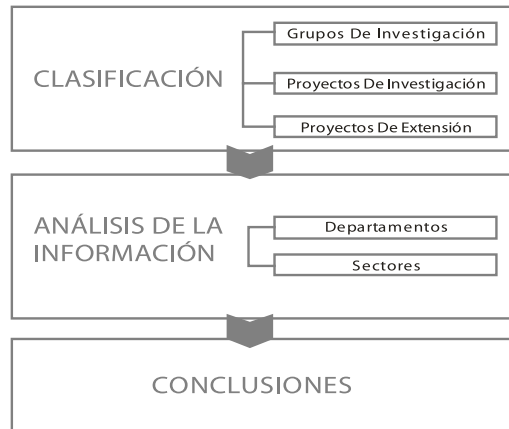 CLASIFICACIÓN
Grupos De Investigación
Proyectos De Investigación
Proyectos De Extensión
ANÁLISIS DE LA
INFORMACIÓN
Departamentos
Sectores
CONCLUSIONES